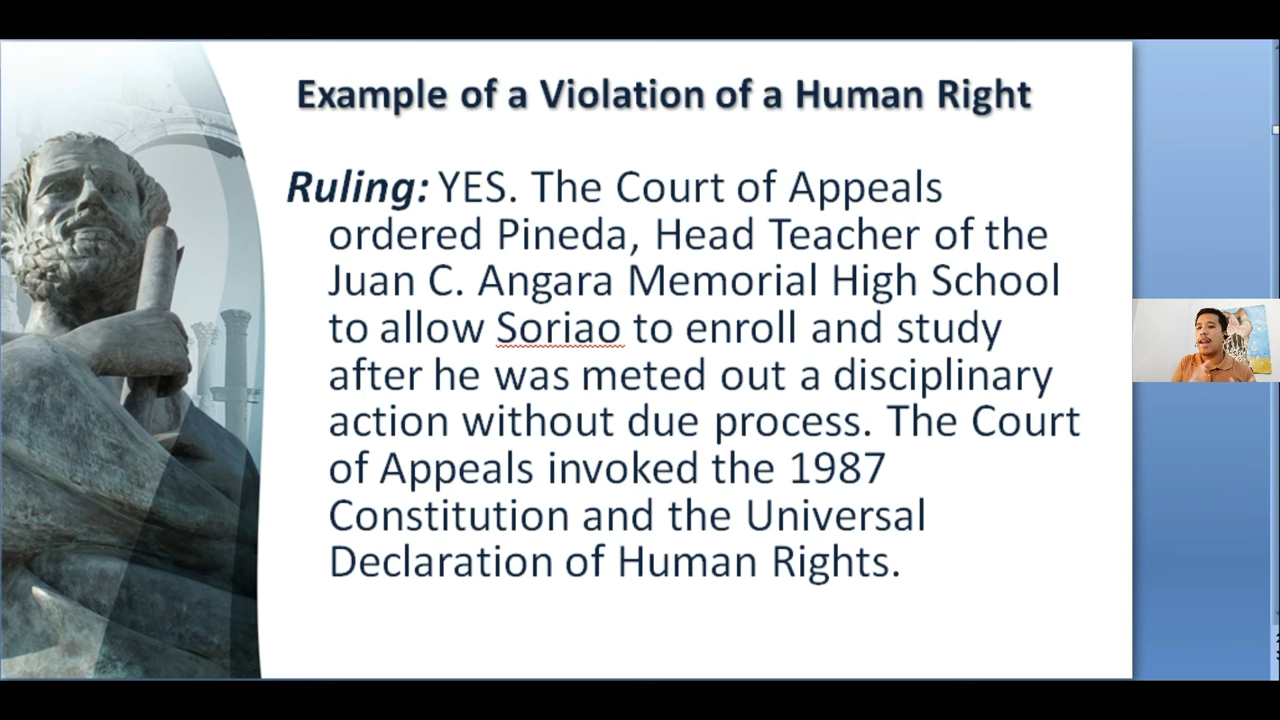 Example of a Violation of a Human Right
Ruling: YES. The Court of Appeals
ordered Pineda, Head Teacher of the
Juan C. Angara Memorial High School
to allow Soriao to enroll and study
after he was meted out a disciplinary
action without due process. The Court
of Appeals invoked the 1987
Constitution and the Universal
Declaration of Human Rights.